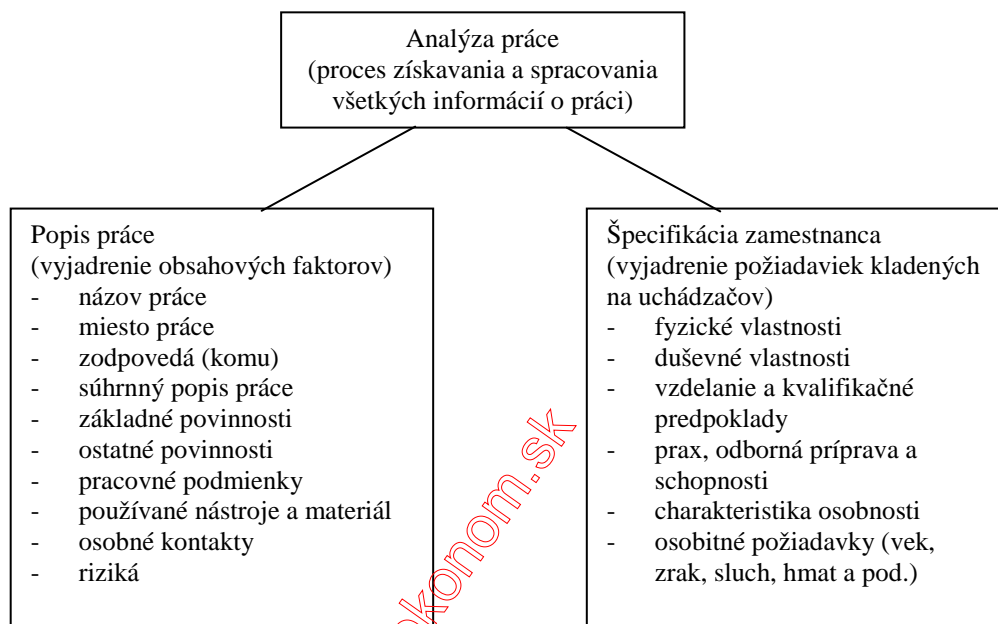 Analýza práce
(proces získavania a spracovania
všetkých informácií o práci)
Popis práce
(vyjadrenie obsahových faktorov)
- názov práce
- miesto práce
- zodpovedá (komu)
- súhrnný popis práce
- základné povinnosti
- ostatné povinnosti
- pracovné podmienky
- používané nástroje a materiál
- osobné kontakty
- riziká
Špecifikácia zamestnanca
(vyjadrenie požiadaviek kladených
na uchádzačov)
- fyzické vlastnosti
- duševné vlastnosti
- vzdelanie a kvalifikačné
predpoklady
- prax, odborná príprava a
schopnosti
- charakteristika osobnosti
- osobitné požiadavky (vek,
zrak, sluch, hmat a pod.)
ekonom.sk